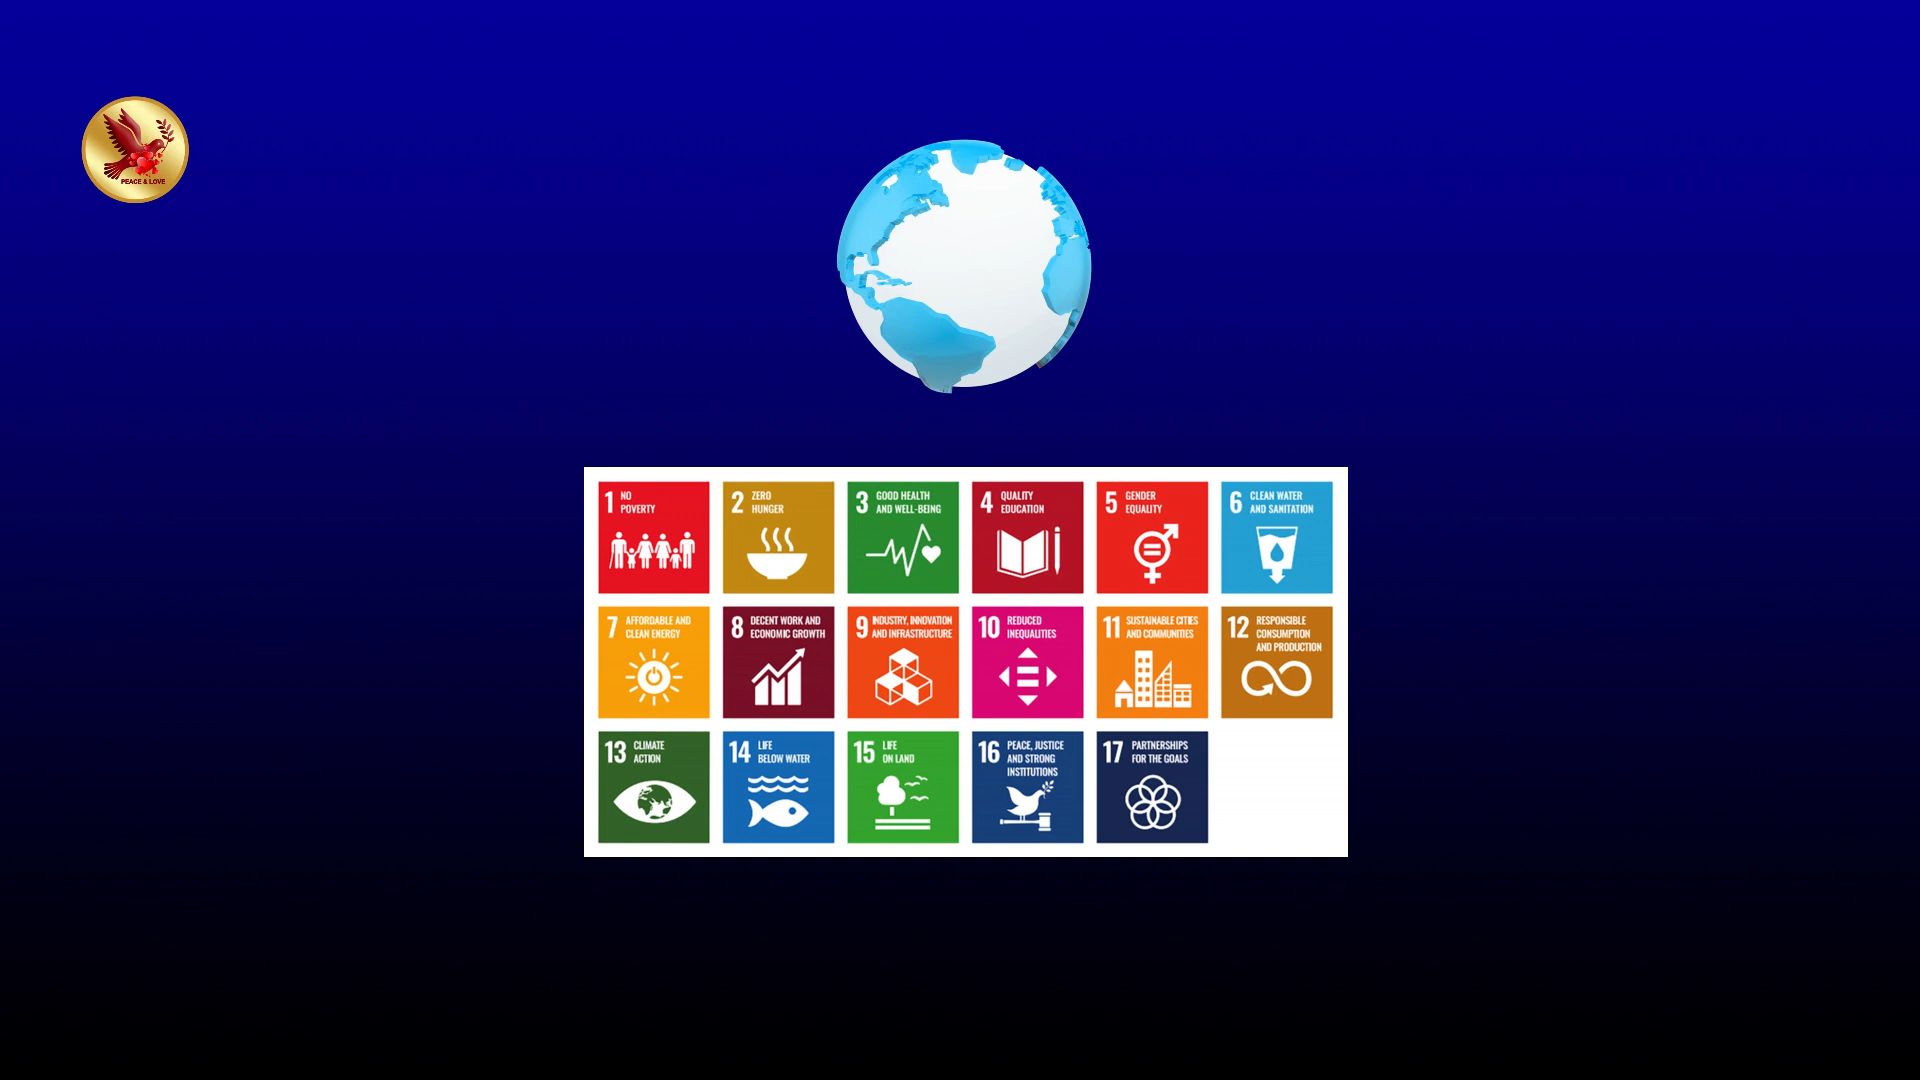 PEACE & LOVE
1 NO
POVERTY
2 ZERO
HUNGER
3 GOOD HEALTH
AND WELL-BEING
4 QUALITY
EDUCATION
5 GENDER
EQUALITY
6 CLEAN WATER
AND SANITATION
7 AFFORDABLE AND
CLEAN ENERGY
8 DECENT WORK AND
ECONOMIC GROWTH
9 INDUSTRY, INNOVATION
AND INFRASTRUCTURE
10 REDUCED
INEQUALITIES
11 SUSTAINABLE CITIES
AND COMMUNITIES
12 RESPONSIBLE
CONSUMPTION
AND PRODUCTION
13 CLIMATE
ACTION
14 LIFE
BELOW WATER
15 LIFE
ON LAND
16 PEACE, JUSTICE
AND STRONG
INSTITUTIONS
17 PARTNERSHIPS
FOR THE GOALS